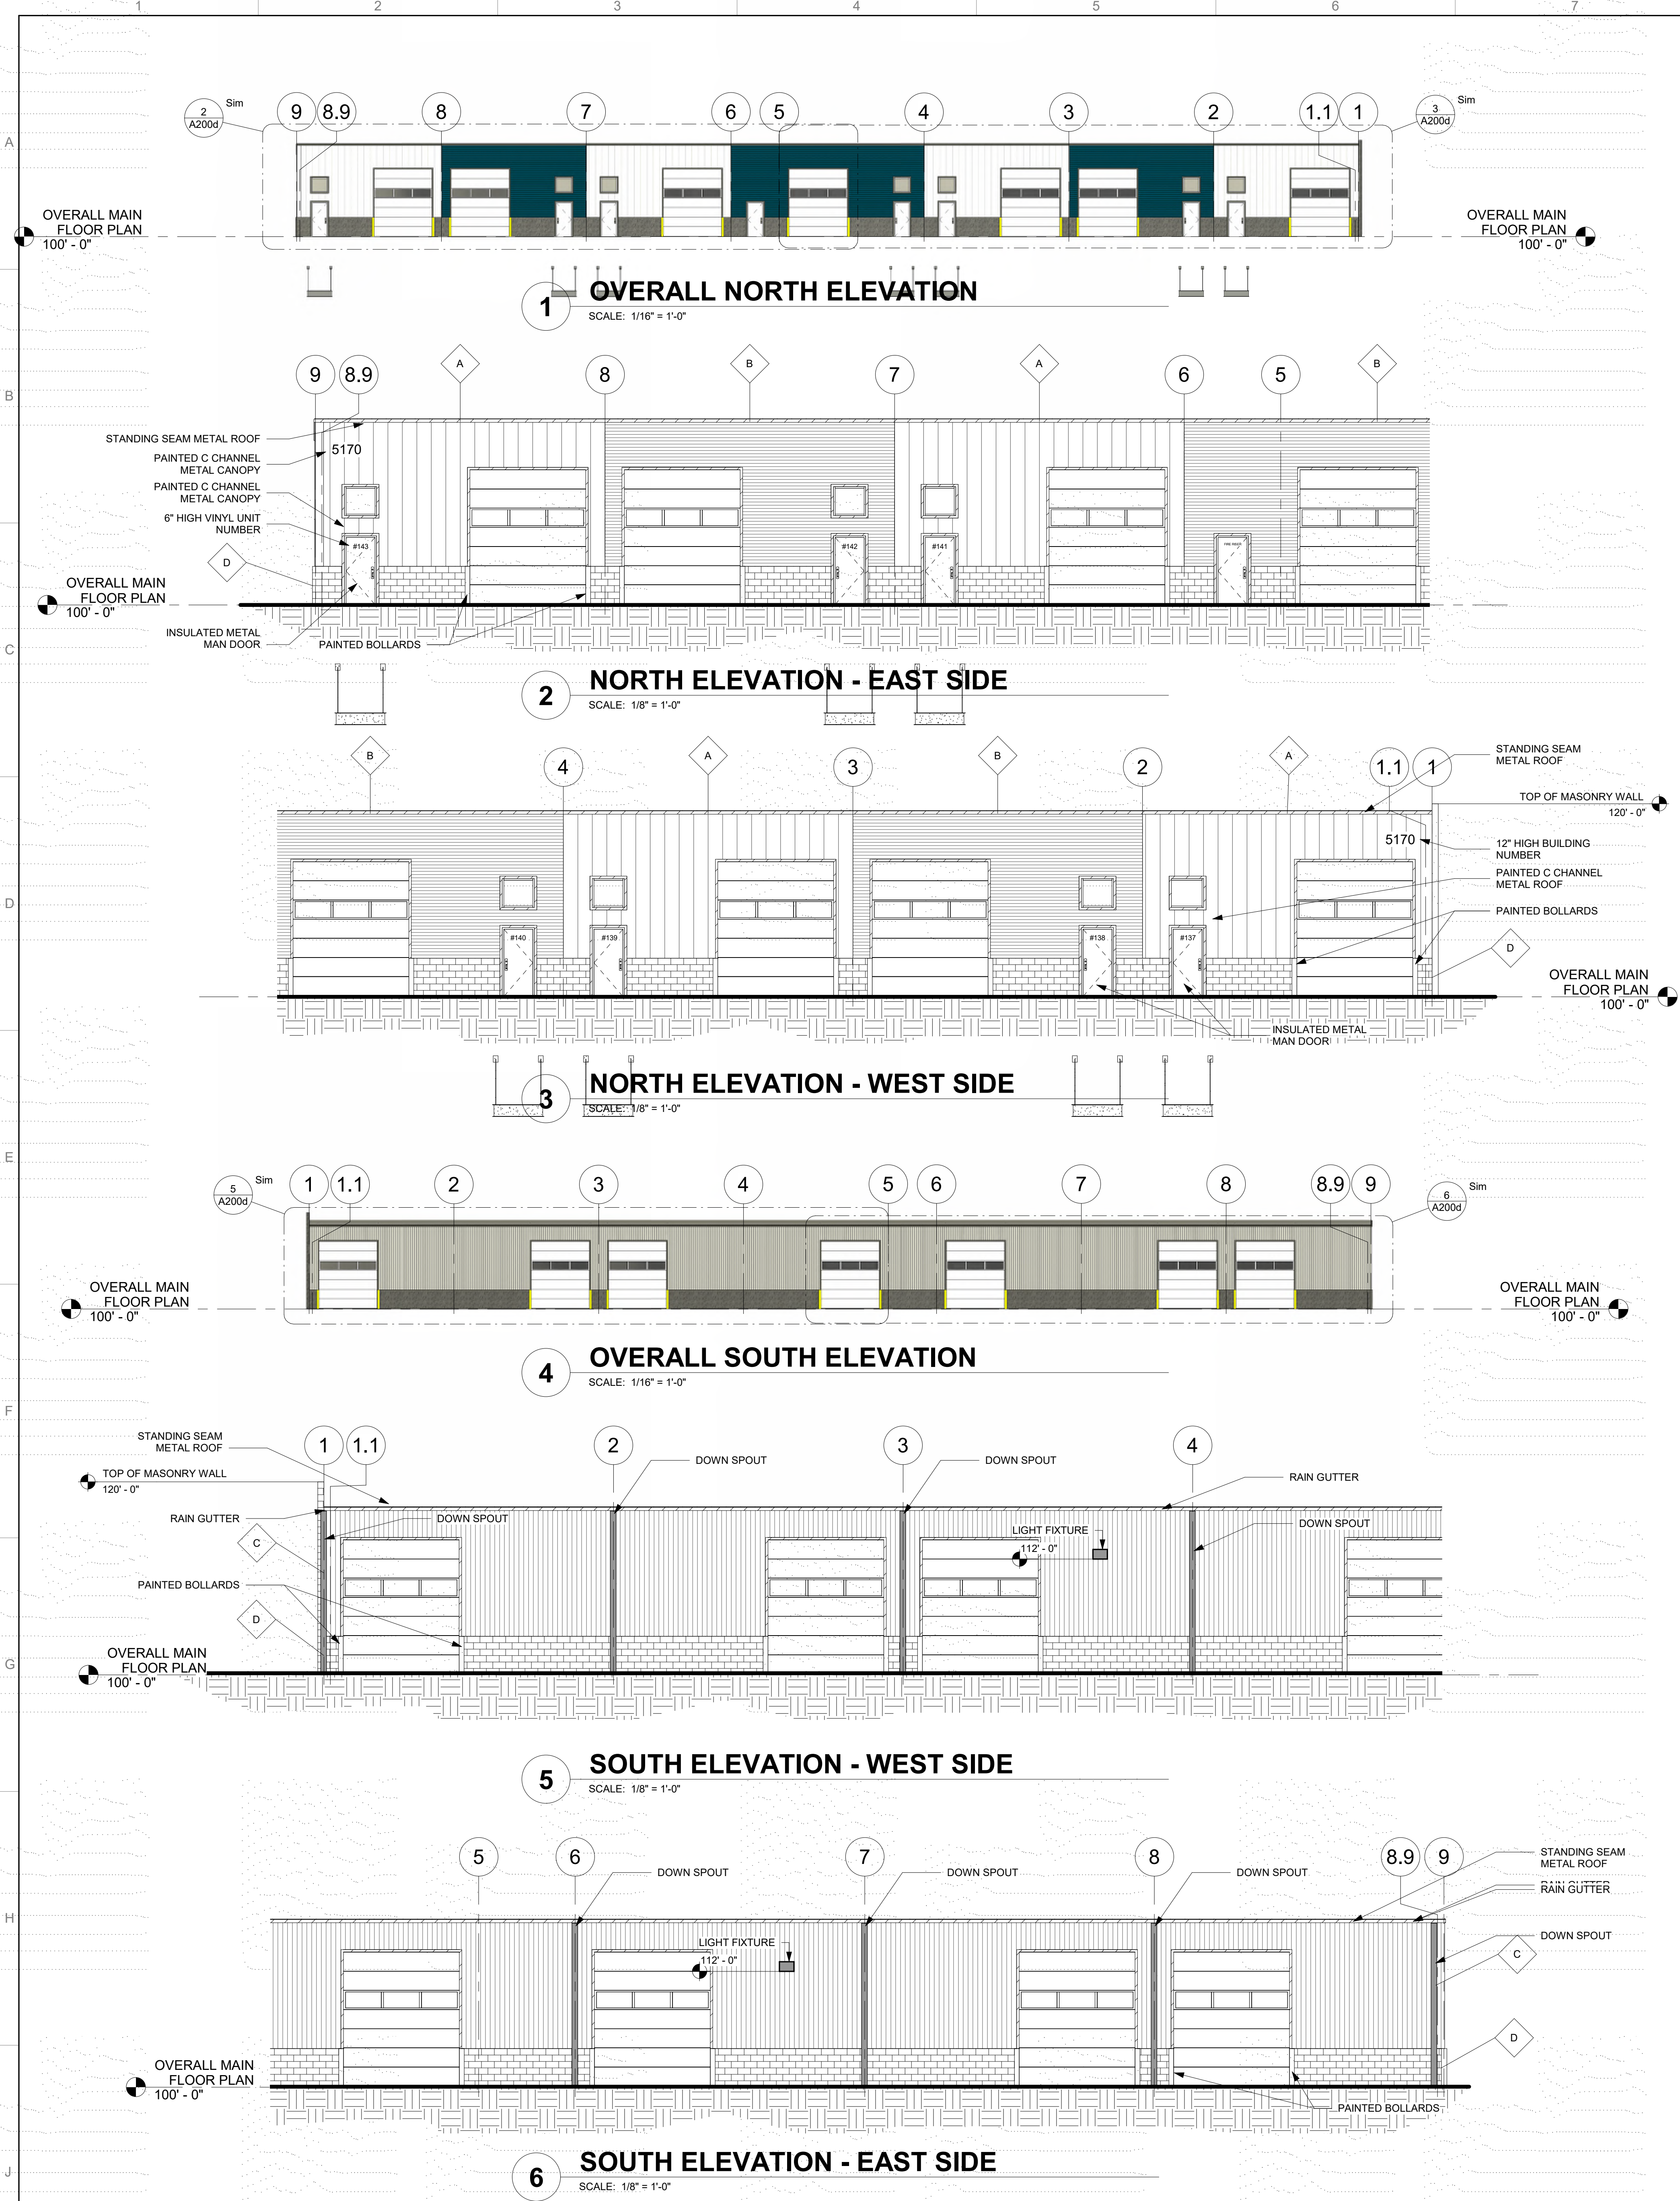 1 2 3 4 5 6 7
A
B
C
D
E
F
G
H
J
2
A200d
Sim
9 8.9 8 7 6 5 4 3 2 1.1 1
3
A200d
Sim
OVERALL MAIN
FLOOR PLAN
100' - 0"
OVERALL MAIN
FLOOR PLAN
100' - 0"
1
OVERALL NORTH ELEVATION
SCALE: 1/16" = 1'-0"
9 8.9 A 8 B 7 A 6 5 B
STANDING SEAM METAL ROOF
5170
PAINTED C CHANNEL
METAL CANOPY
PAINTED C CHANNEL
METAL CANOPY
6" HIGH VINYL UNIT
NUMBER
D
#143
#142
#141
FIRE RISER
OVERALL MAIN
FLOOR PLAN
100' - 0"
INSULATED METAL
MAN DOOR
PAINTED BOLLARDS
2
NORTH ELEVATION - EAST SIDE
SCALE: 1/8" = 1'-0"
B 4 A 3 B 2 A 1.1 1
STANDING SEAM
METAL ROOF
TOP OF MASONRY WALL
120' - 0"
5170
12" HIGH BUILDING
NUMBER
PAINTED C CHANNEL
METAL ROOF
PAINTED BOLLARDS
D
#140
#139
#138
#137
OVERALL MAIN
FLOOR PLAN
100' - 0"
INSULATED METAL
MAN DOOR
3
NORTH ELEVATION - WEST SIDE
SCALE: 1/8" = 1'-0"
5
A200d
Sim
1 1.1 2 3 4 5 6 7 8 8.9 9
6
A200d
Sim
OVERALL MAIN
FLOOR PLAN
100' - 0"
OVERALL MAIN
FLOOR PLAN
100' - 0"
4
OVERALL SOUTH ELEVATION
SCALE: 1/16" = 1'-0"
STANDING SEAM
METAL ROOF
1 1.1 2 3 4
DOWN SPOUT
DOWN SPOUT
RAIN GUTTER
TOP OF MASONRY WALL
120' - 0"
RAIN GUTTER
DOWN SPOUT
LIGHT FIXTURE
112' - 0"
DOWN SPOUT
C
PAINTED BOLLARDS
D
OVERALL MAIN
FLOOR PLAN
100' - 0"
5
SOUTH ELEVATION - WEST SIDE
SCALE: 1/8" = 1'-0"
5 6 7 8 8.9 9
DOWN SPOUT
DOWN SPOUT
DOWN SPOUT
STANDING SEAM
METAL ROOF
RAIN GUTTER
RAIN GUTTER
DOWN SPOUT
C
LIGHT FIXTURE
112' - 0"
D
OVERALL MAIN
FLOOR PLAN
100' - 0"
PAINTED BOLLARDS
6
SOUTH ELEVATION - EAST SIDE
SCALE: 1/8" = 1'-0"